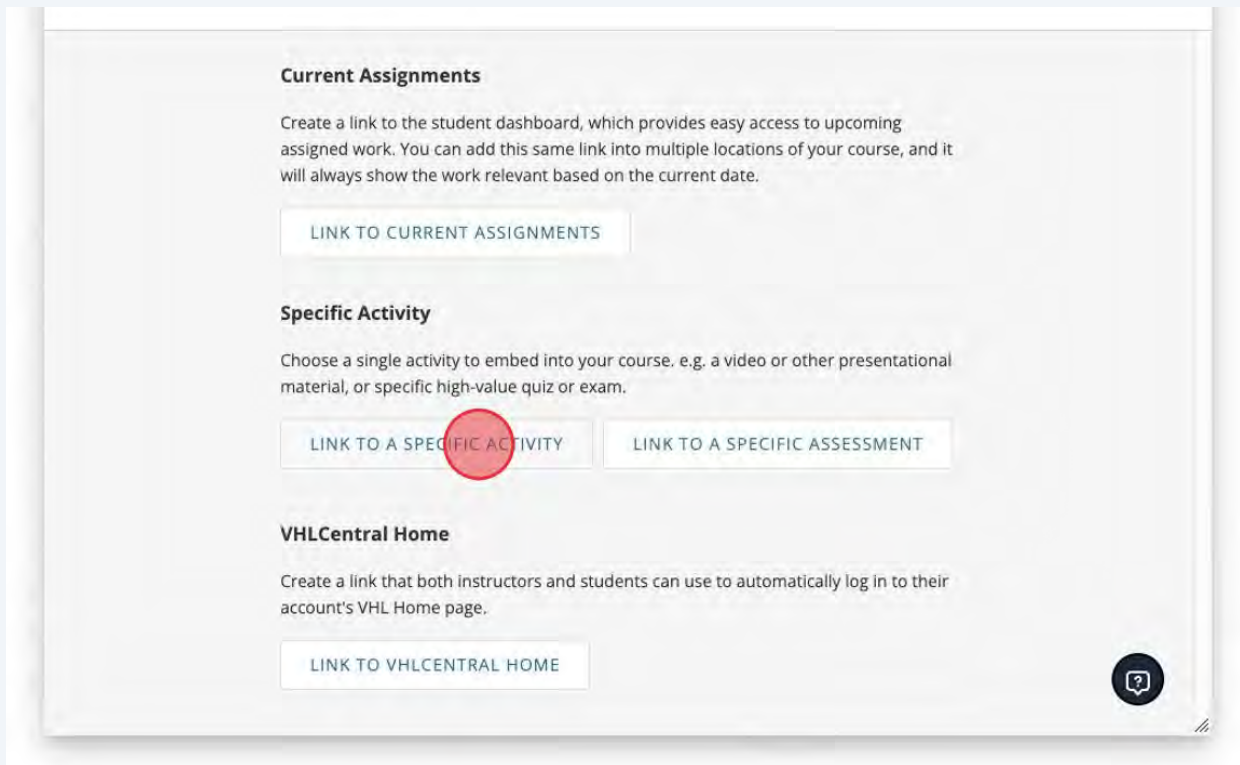 Current Assignments
Create a link to the student dashboard, which provides easy access to upcoming
assigned work. You can add this same link into multiple locations of your course, and it
will always show the work relevant based on the current date.
LINK TO CURRENT ASSIGNMENTS
Specific Activity
Choose a single activity to embed into your course. e.g. a video or other presentational
material, or specific high-value quiz or exam.
LINK TO A SPECIFIC ACTIVITY
LINK TO A SPECIFIC ASSESSMENT
VHLCentral Home
Create a link that both instructors and students can use to automatically log in to their
account's VHL Home page.
LINK TO VHLCENTRAL HOME
?